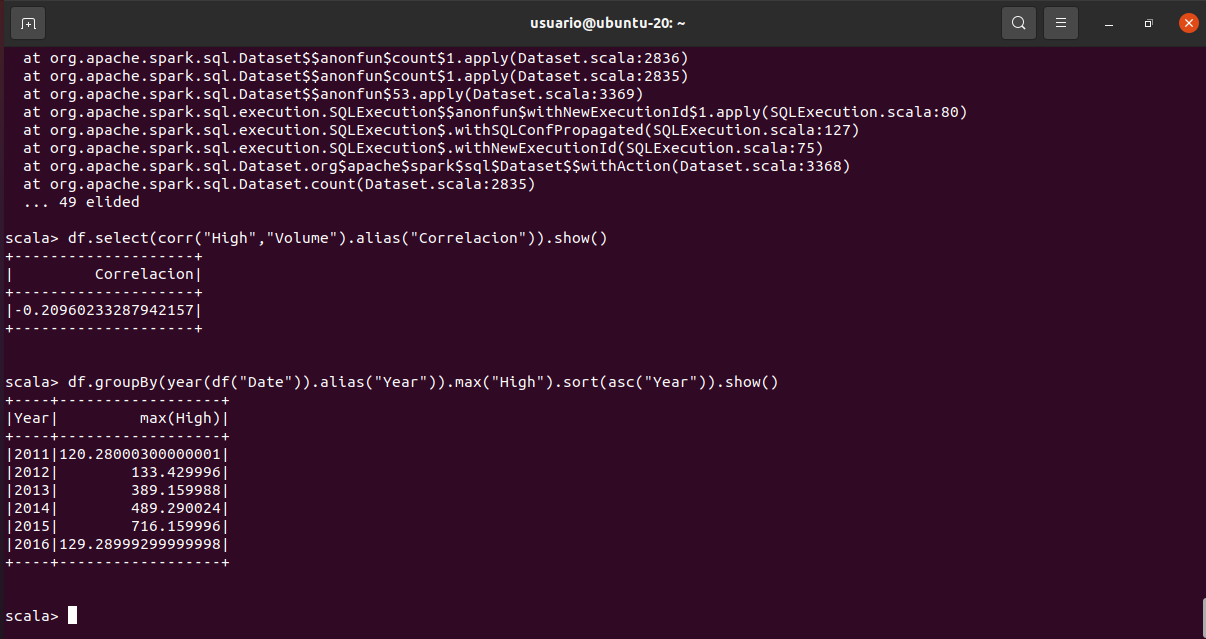 usuario@ubuntu-20: ~
  at org.apache.spark.sql.Dataset$$anonfun$count$1.apply(Dataset.scala:2836)
  at org.apache.spark.sql.Dataset$$anonfun$count$1.apply(Dataset.scala:2835)
  at org.apache.spark.sql.Dataset$$anonfun$53.apply(Dataset.scala:3369)
  at org.apache.spark.sql.execution.SQLExecution$$anonfun$withNewExecutionId$1.apply(SQLExecution.scala:80)
  at org.apache.spark.sql.execution.SQLExecution$.withSQLConfPropagated(SQLExecution.scala:127)
  at org.apache.spark.sql.execution.SQLExecution$.withNewExecutionId(SQLExecution.scala:75)
  at org.apache.spark.sql.Dataset.org$apache$spark$sql$Dataset$$withAction(Dataset.scala:3368)
  at org.apache.spark.sql.Dataset.count(Dataset.scala:2835)
  ... 49 elided
scala> df.select(corr("High","Volume").alias("Correlacion")).show()
+--------------------+
|         Correlacion|
+--------------------+
|-0.20960233287942157|
+--------------------+
scala> df.groupBy(year(df("Date")).alias("Year")).max("High").sort(asc("Year")).show()
+----+------------------+
|Year|         max(High)|
+----+------------------+
|2011|120.28000300000001|
|2012|        133.429996|
|2013|        389.159988|
|2014|        489.290024|
|2015|        716.159996|
|2016|129.28999299999998|
+----+------------------+
scala>